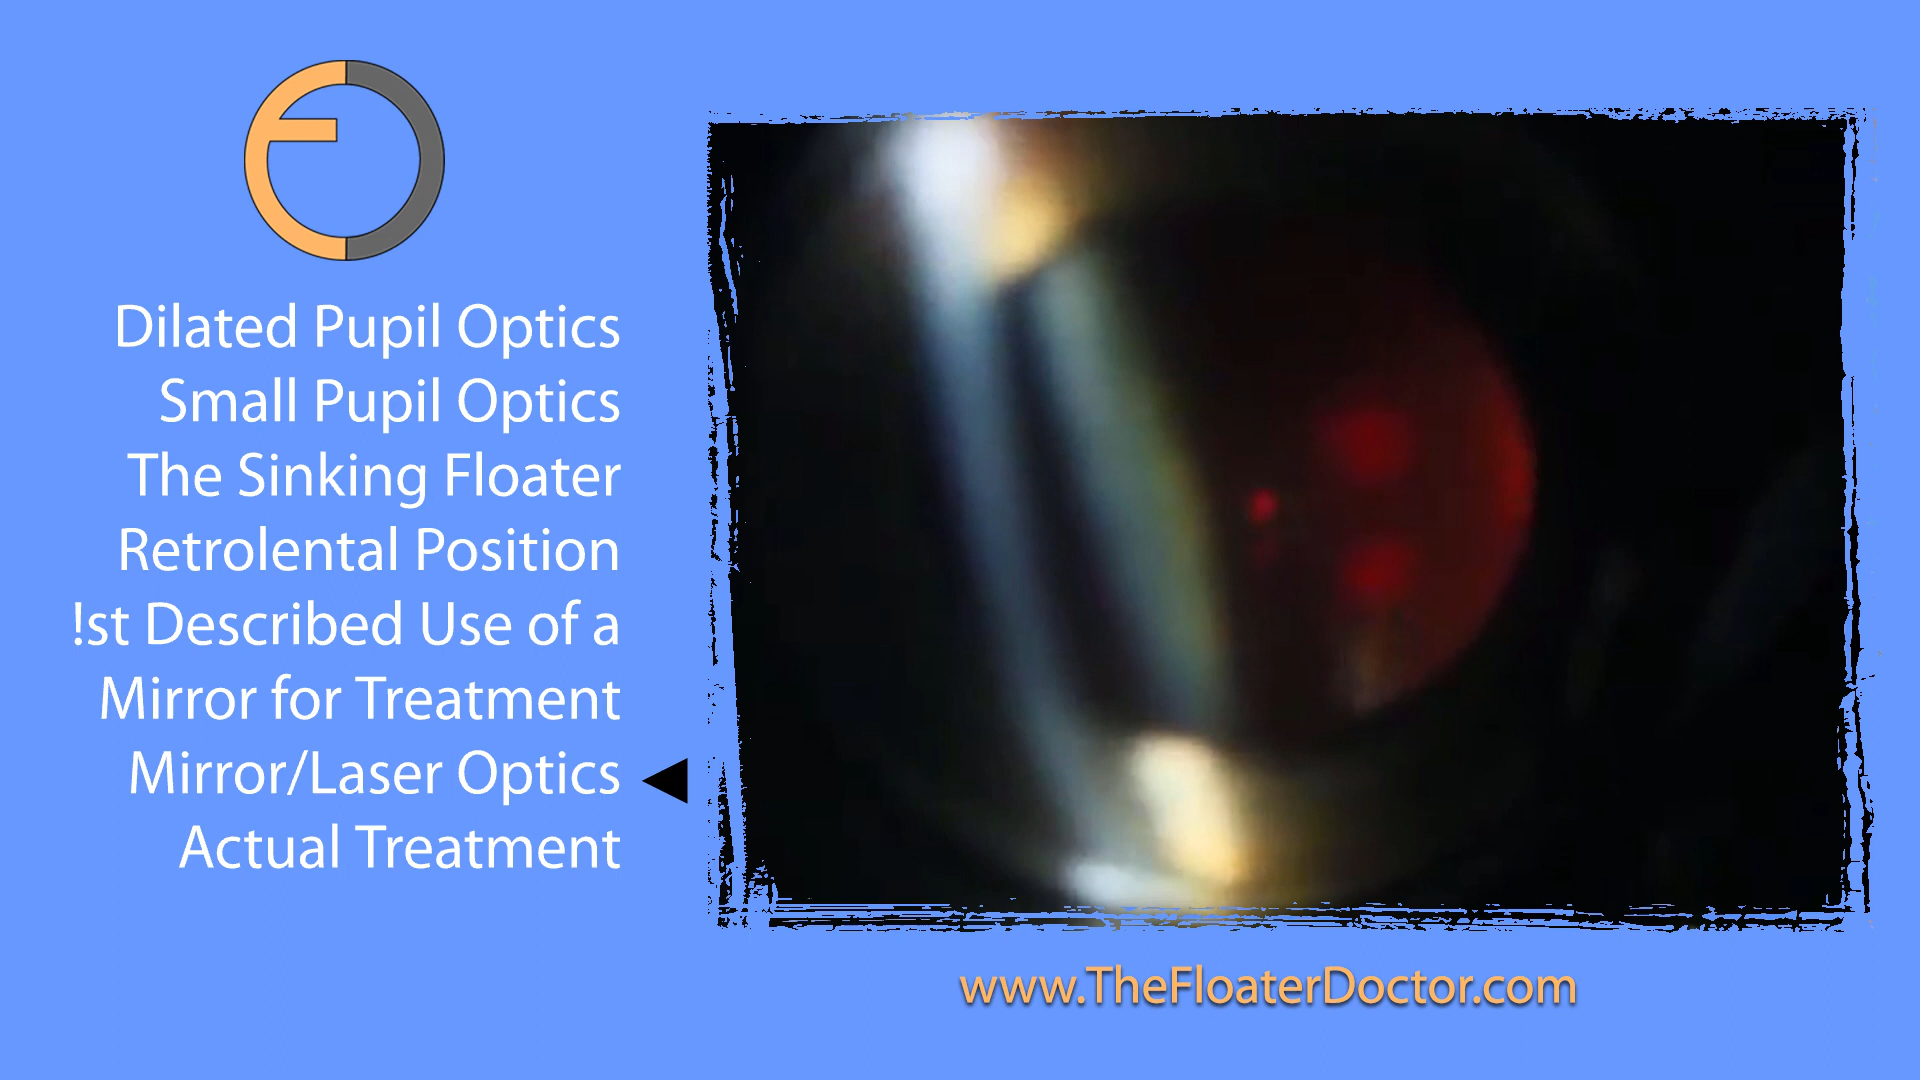 Dilated Pupil Optics
Small Pupil Optics
The Sinking Floater
Retrolental Position
!st Described Use of a
Mirror for Treatment
Mirror/Laser Optics
Actual Treatment
www.TheFloaterDoctor.com